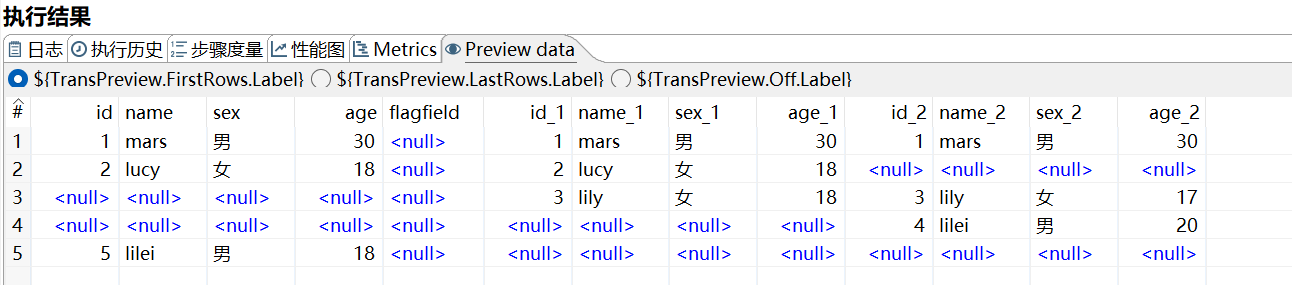 执行结果
日志 执行历史 步骤度量 性能图 Metrics Preview data
${TransPreview.FirstRows.Label} ${TransPreview.LastRows.Label} ${TransPreview.Off.Label}
# id name sex age flagfield id_1 name_1 sex_1 age_1 id_2 name_2 sex_2 age_2
1 1 mars 男 30 <null> 1 mars 男 30 1 mars 男 30
2 2 lucy 女 18 <null> 2 lucy 女 18 <null> <null> <null> <null>
3 <null> <null> <null> <null> <null> 3 lily 女 18 3 lily 女 17
4 <null> <null> <null> <null> <null> <null> <null> <null> <null> 4 lilei 男 20
5 5 lilei 男 18 <null> <null> <null> <null> <null> <null> <null> <null> <null>